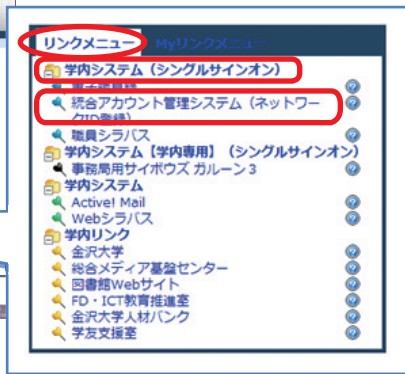 リンクメニュー Myリンクメニュー
学内システム（シングルサインオン）
統合アカウント管理システム（ネットワー
クID登録）
職員シラバス
学内システム【学内専用】（シングルサインオン）
事務局用サイボウズ ガルーン3
学内システム
Active! Mail
Webシラバス
学内リンク
金沢大学
総合メディア基盤センター
図書館Webサイト
FD・ICT教育推進室
金沢大学人材バンク
学友支援室